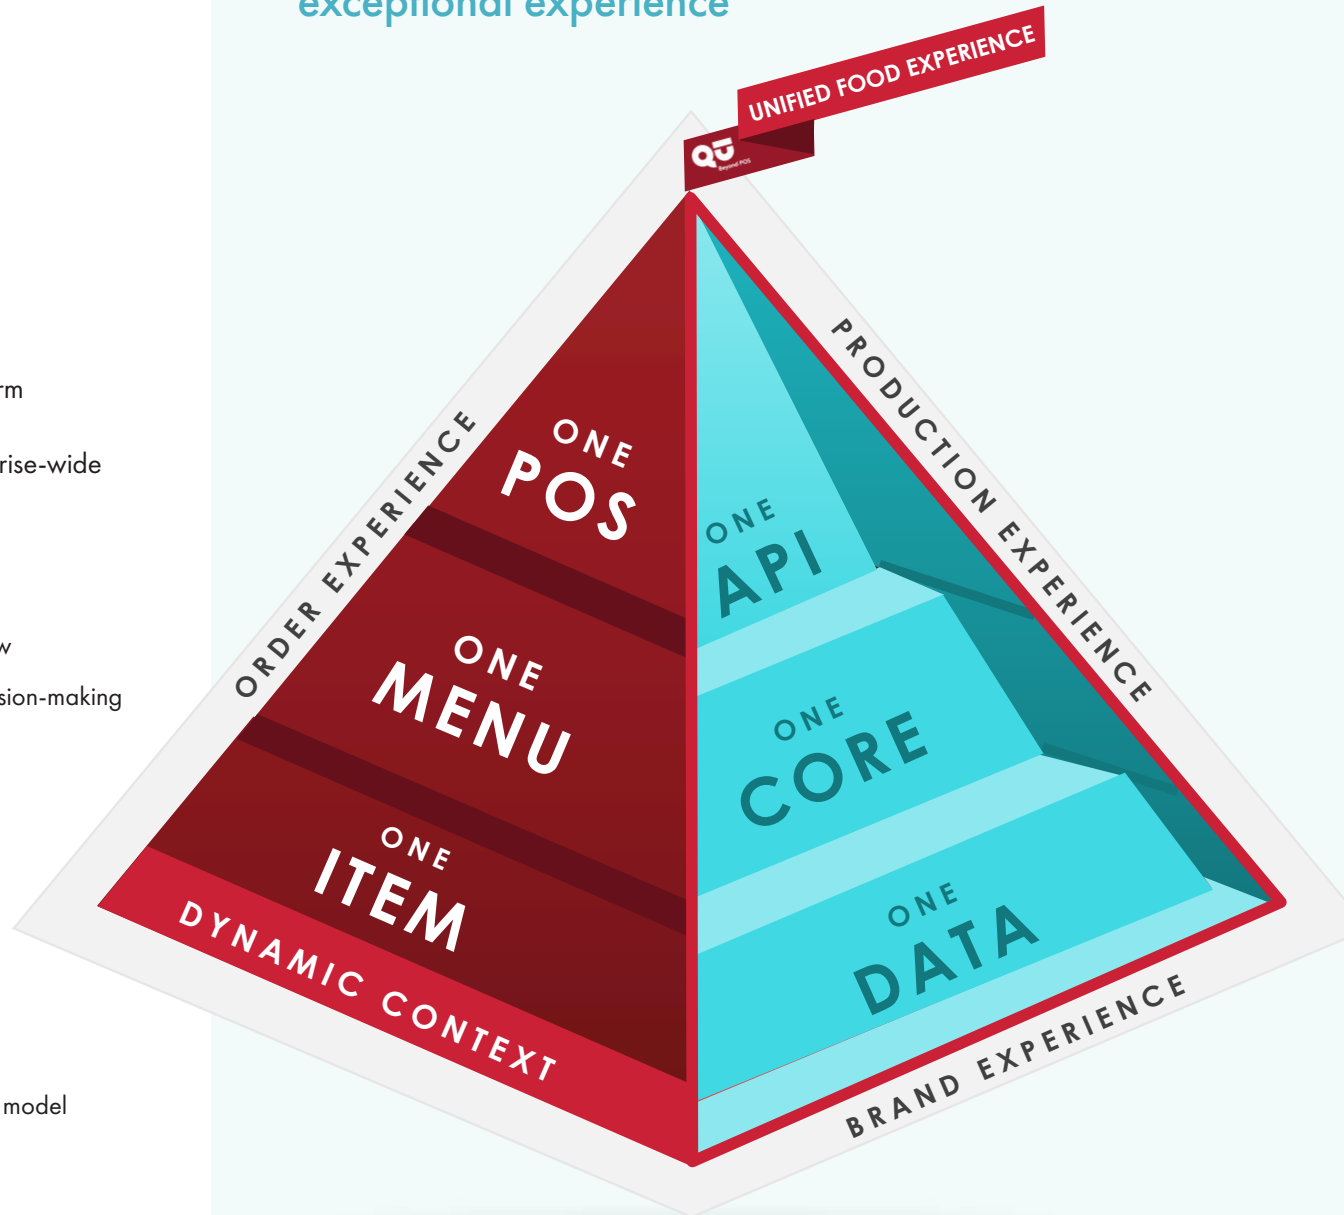 exceptional experience
UNIFIED FOOD EXPERIENCE
QU
Beyond POS
rm
rise-wide
w
sion-making
model
ORDER EXPERIENCE
PRODUCTION EXPERIENCE
ONE
POS
ONE
MENU
ONE
ITEM
DYNAMIC CONTEXT
ONE
API
ONE
CORE
ONE
DATA
BRAND EXPERIENCE